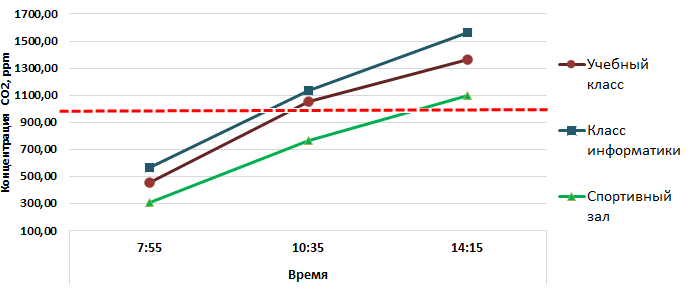 1700,00
1500,00
1300,00
1100,00
900,00
700,00
500,00
300,00
100,00
Концентрация CO2, ppm
7:55 10:35 14:15
Время
Учебный
класс
Класс
информатики
Спортивный
зал